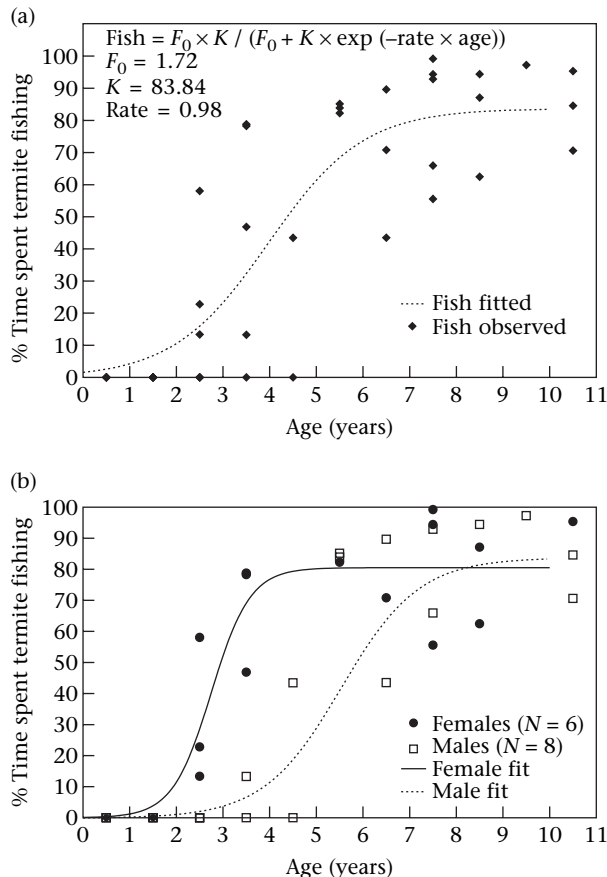 (a)
Fish = F0 × K / (F0 + K × exp (–rate × age))
F0 = 1.72
K = 83.84
Rate = 0.98
100
90
80
70
60
50
40
30
20
10
0
% Time spent termite fishing
Fish fitted
Fish observed
0 1 2 3 4 5 6 7 8 9 10 11
Age (years)
(b)
100
90
80
70
60
50
40
30
20
10
0
% Time spent termite fishing
Females (N = 6)
Males (N = 8)
Female fit
Male fit
0 1 2 3 4 5 6 7 8 9 10 11
Age (years)